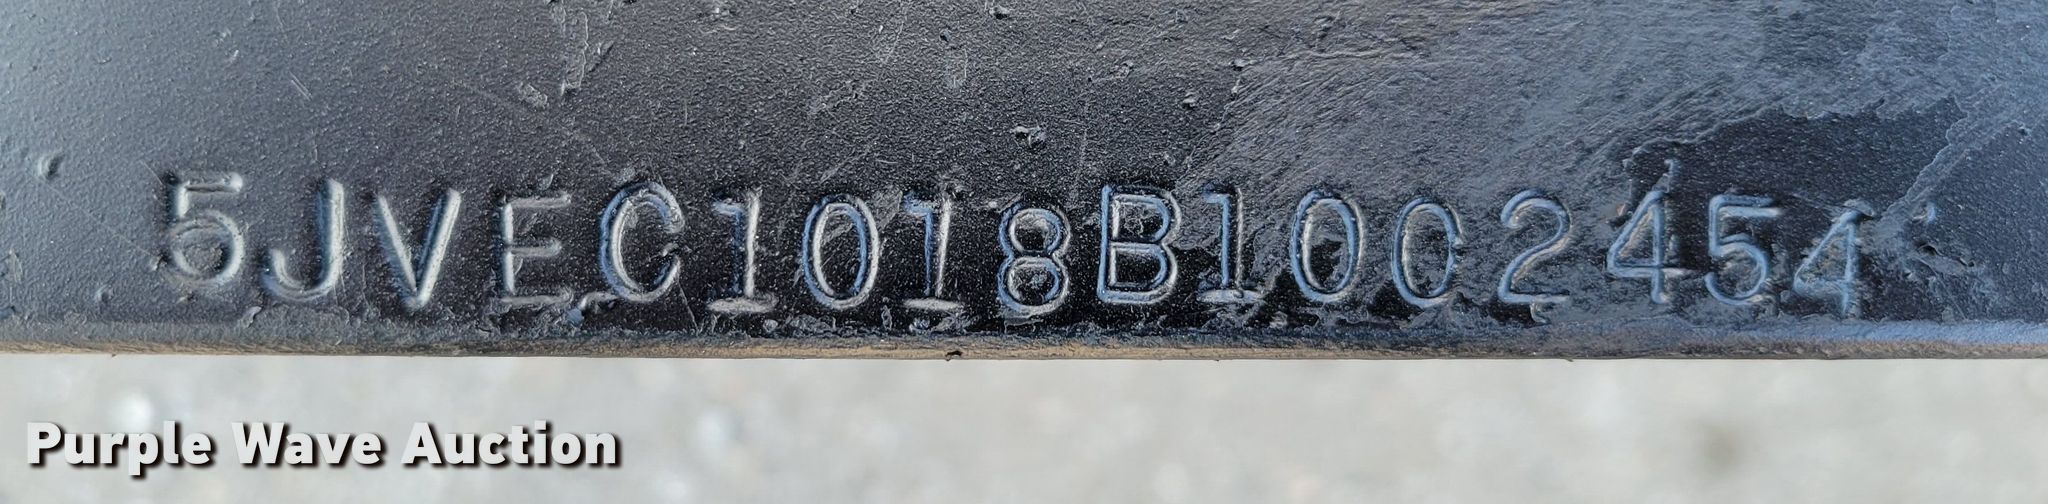 5JVEC1018B1002454
Purple Wave Auction